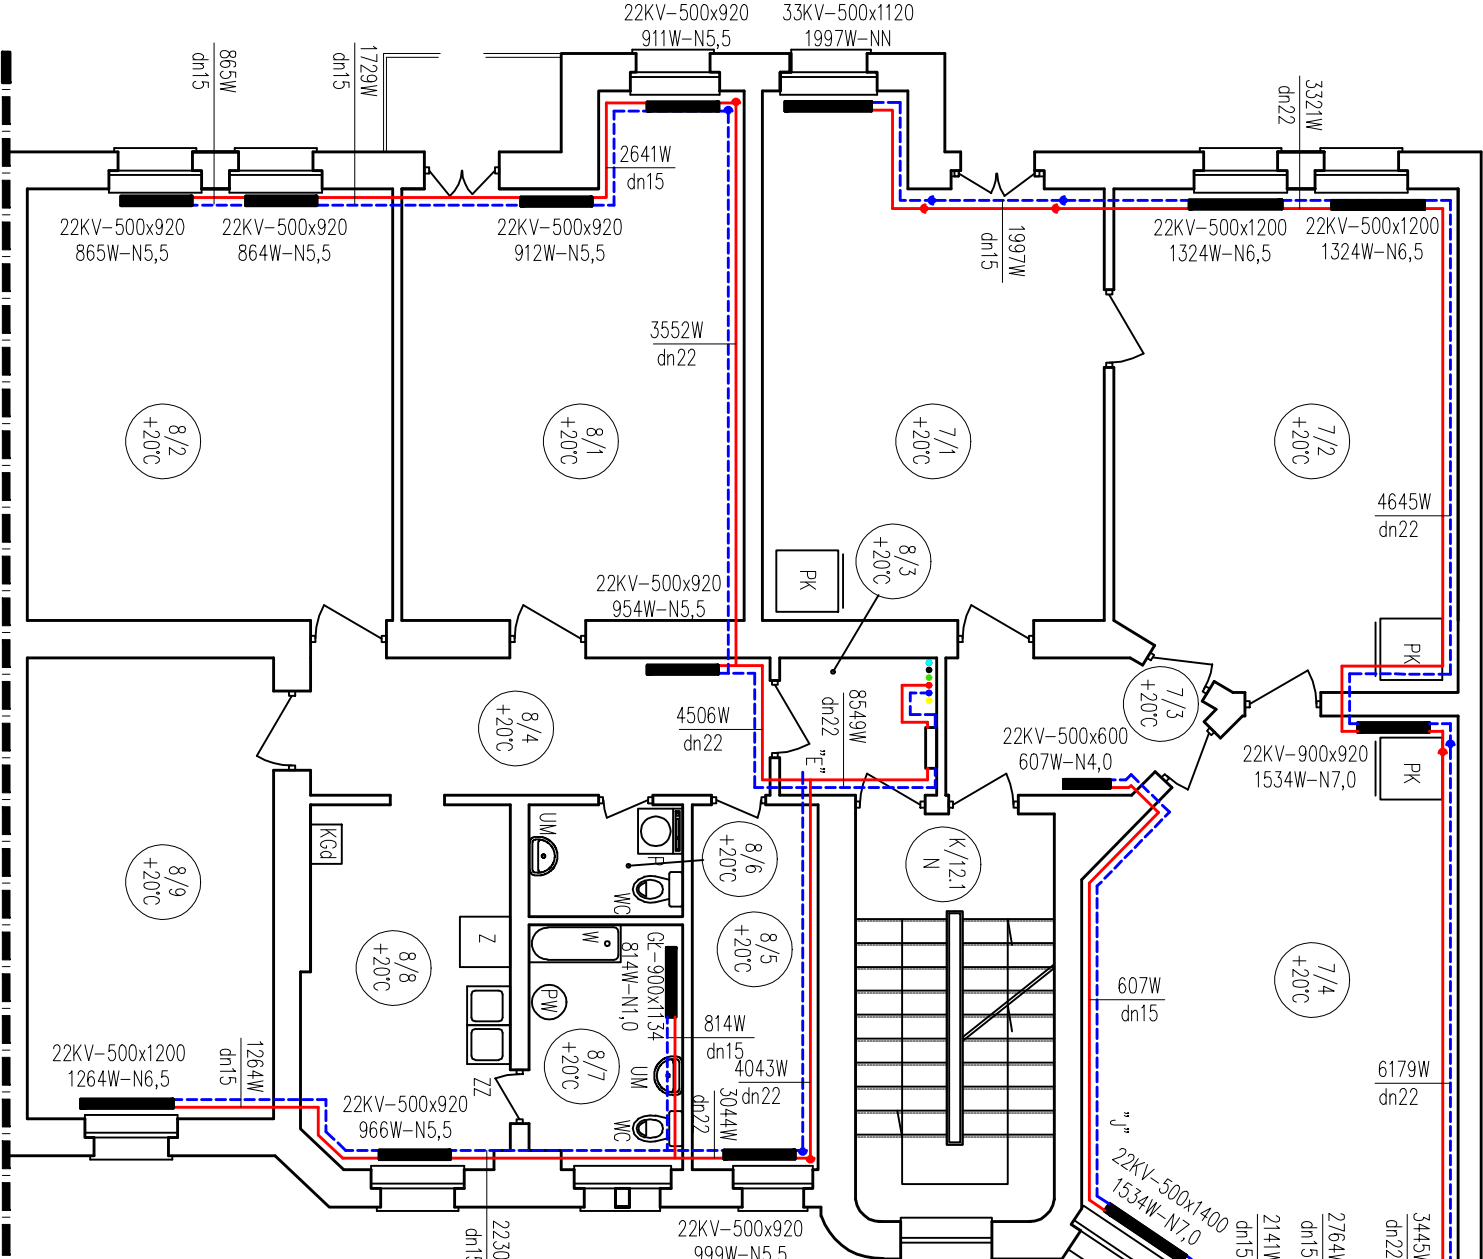 22KV-500x920
911W-N5,5
33KV-500x1120
1997W-NN
865W
dn15
1729W
dn15
3321W
dn22
2641W
dn15
22KV-500x920
865W-N5,5
22KV-500x920
864W-N5,5
22KV-500x920
912W-N5,5
1997W
dn15
22KV-500x1200
1324W-N6,5
22KV-500x1200
1324W-N6,5
3552W
dn22
8/2
+20°C
8/1
+20°C
7/1
+20°C
7/2
+20°C
4645W
dn22
8/3
+20°C
PK
22KV-500x920
954W-N5,5
PK
8/4
+20°C
4506W
dn22
8549W
dn22
"E"
7/3
+20°C
22KV-500x600
607W-N4,0
22KV-900x920
1534W-N7,0
PK
KGd
UM
P
WC
8/6
+20°C
K/12.1
N
8/9
+20°C
8/8
+20°C
Z
W
GŁ-900x1134
814W-N1,0
8/5
+20°C
7/4
+20°C
PW
607W
dn15
814W
dn15
22KV-500x1200
1264W-N6,5
1264W
dn15
ZZ
8/7
+20°C
UM
4043W
dn22
6179W
dn22
22KV-500x920
966W-N5,5
WC
3044W
dn22
"J"
22KV-500x1400
1534W-N7,0
2230
dn15
22KV-500x920
999W-N5,5
2141W
dn15
2764W
dn15
3445W
dn22